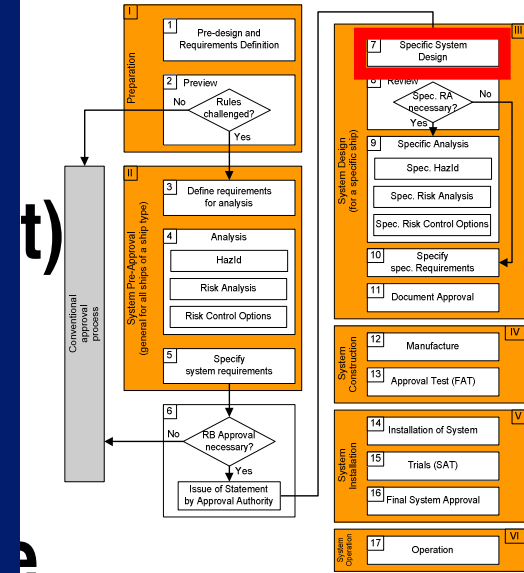 I
Preparation
1
Pre-design and
Requirements Definition
2
Preview
Rules
challenged?
No
Yes
t)
Conventional
approval
process
II
System Pre-Approval
(general for all ships of a ship type)
3
Define requirements
for analysis
4
Analysis
HazId
Risk Analysis
Risk Control Options
5
Specify
system requirements
6
RB Approval
necessary?
No
Yes
Issue of Statement
by Approval Authority
III
System Design
(for a specific ship)
7
Specific System
Design
8
Review
Spec. RA
necessary?
No
Yes
9
Specific Analysis
Spec. HazId
Spec. Risk Analysis
Spec. Risk Control Options
10
Specify
spec. Requirements
11
Document Approval
IV
System
Construction
12
Manufacture
13
Approval Test (FAT)
V
System
Installation
14
Installation of System
15
Trials (SAT)
16
Final System Approval
VI
System
Operation
17
Operation